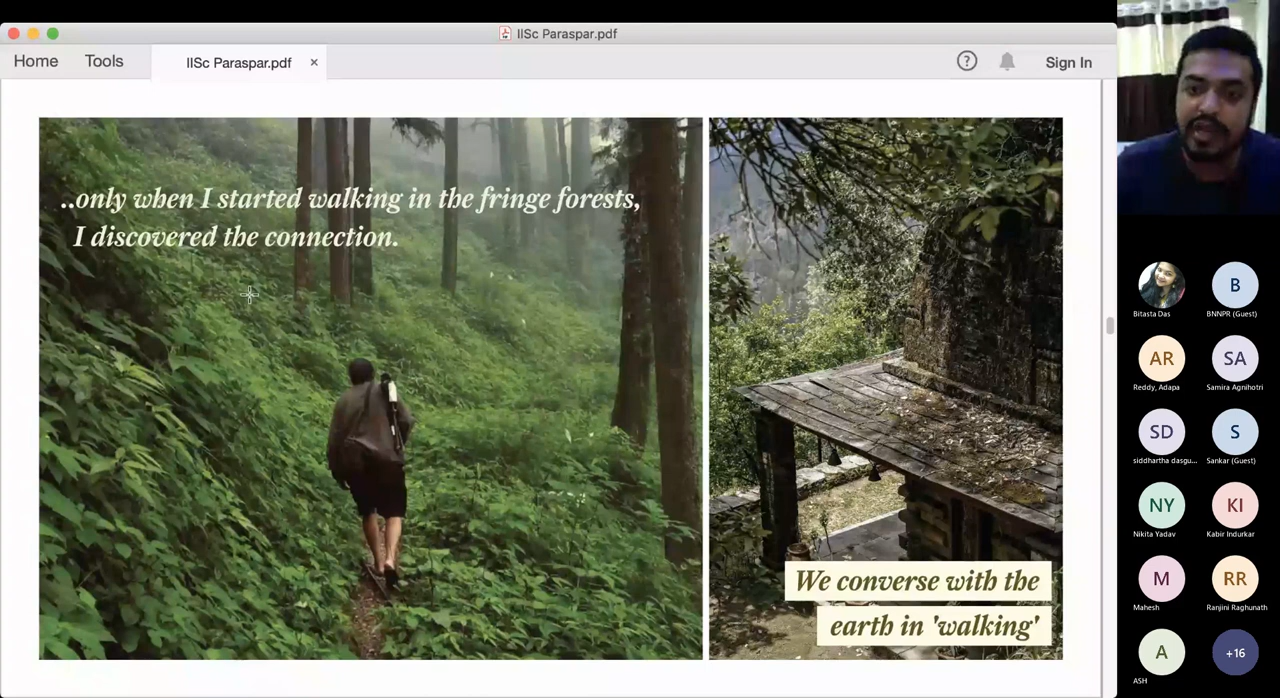 IISc Paraspar.pdf
Home
Tools
IISc Paraspar.pdf
×
?
Sign In
..only when I started walking in the fringe forests,
I discovered the connection.
We converse with the
earth in 'walking'
Bitasta Das
B
BNNPR (Guest)
AR
Reddy, Adapa
SA
Samira Agnihotri
SD
siddhartha dasgu...
S
Sankar (Guest)
NY
Nikita Yadav
KI
Kabir Indurkar
M
Mahesh
RR
Ranjini Raghunath
A
ASH
+16